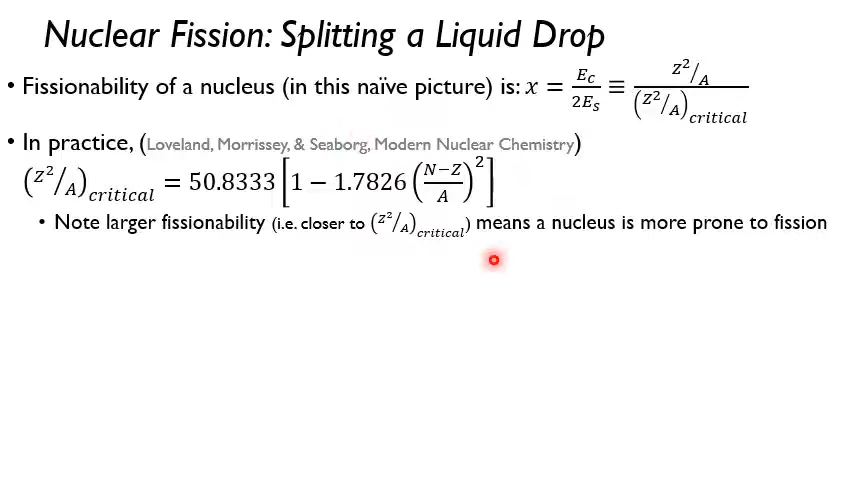 Nuclear Fission: Splitting a Liquid Drop
• Fissionability of a nucleus (in this naïve picture) is: x = E_C / 2E_S ≡ (Z²/A) / (Z²/A)_critical
• In practice, (Loveland, Morrissey, & Seaborg, Modern Nuclear Chemistry)
(Z²/A)_critical = 50.8333 [1 − 1.7826 ((N−Z)/A)²]
• Note larger fissionability (i.e. closer to (Z²/A)_critical) means a nucleus is more prone to fission